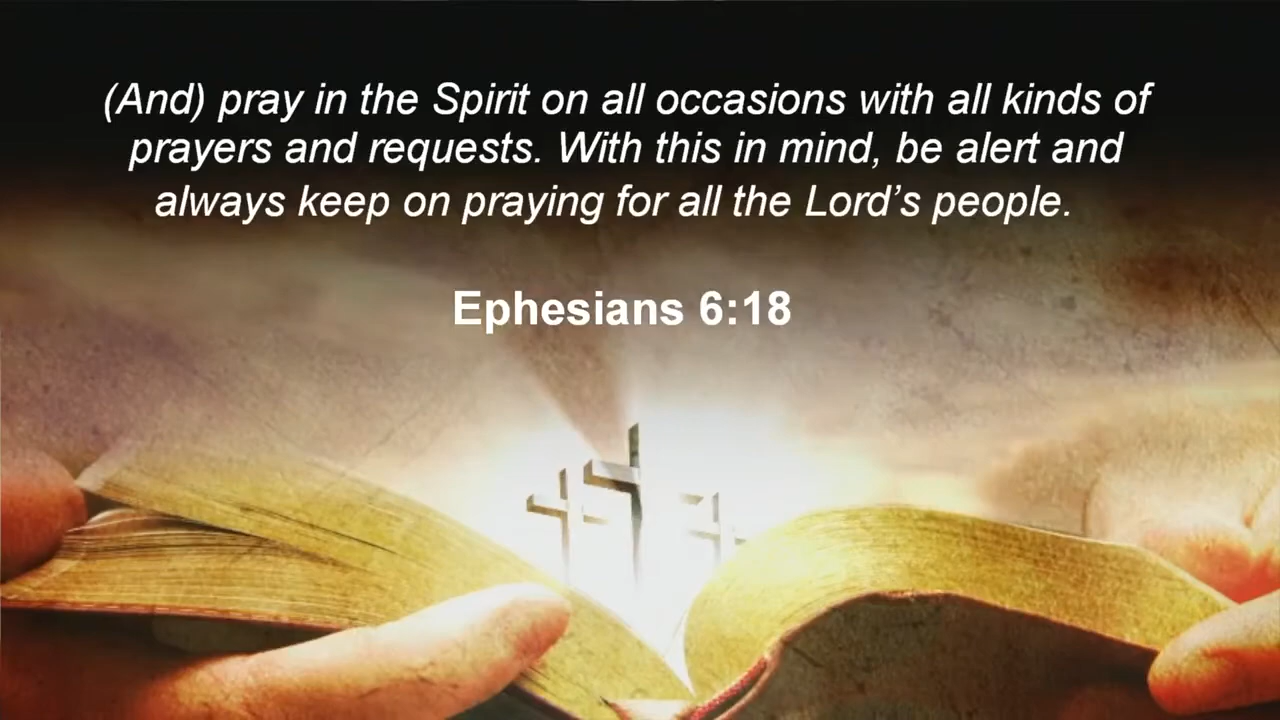 (And) pray in the Spirit on all occasions with all kinds of
prayers and requests. With this in mind, be alert and
always keep on praying for all the Lord’s people.
Ephesians 6:18